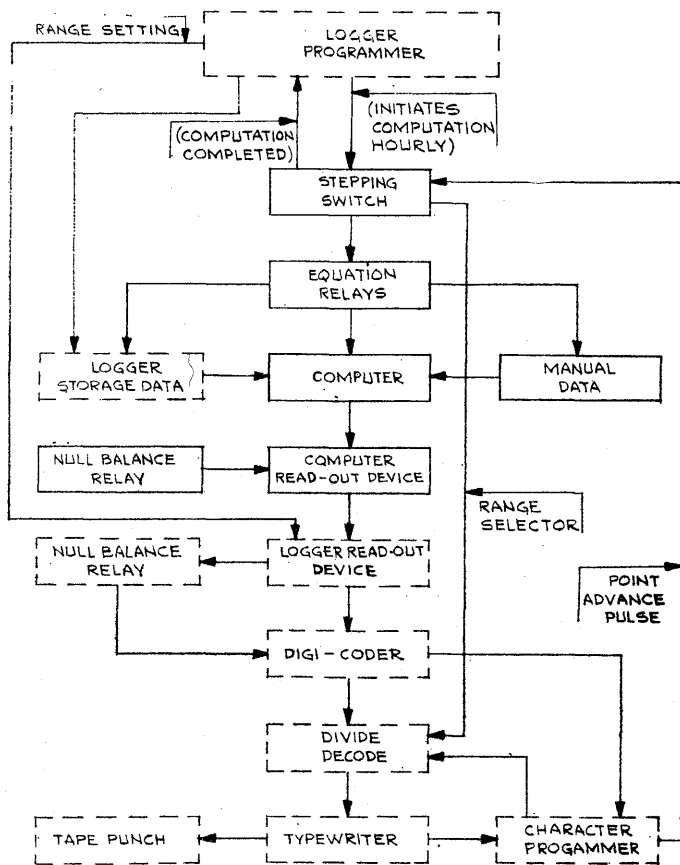 RANGE SETTING
LOGGER
PROGRAMMER
(COMPUTATION
COMPLETED)
(INITIATES
COMPUTATION
HOURLY)
STEPPING
SWITCH
EQUATION
RELAYS
LOGGER
STORAGE DATA
COMPUTER
MANUAL
DATA
NULL BALANCE
RELAY
COMPUTER
READ-OUT DEVICE
RANGE
SELECTOR
NULL BALANCE
RELAY
LOGGER READ-OUT
DEVICE
POINT
ADVANCE
PULSE
DIGI-CODER
DIVIDE
DECODE
TAPE PUNCH
TYPEWRITER
CHARACTER
PROGAMMER